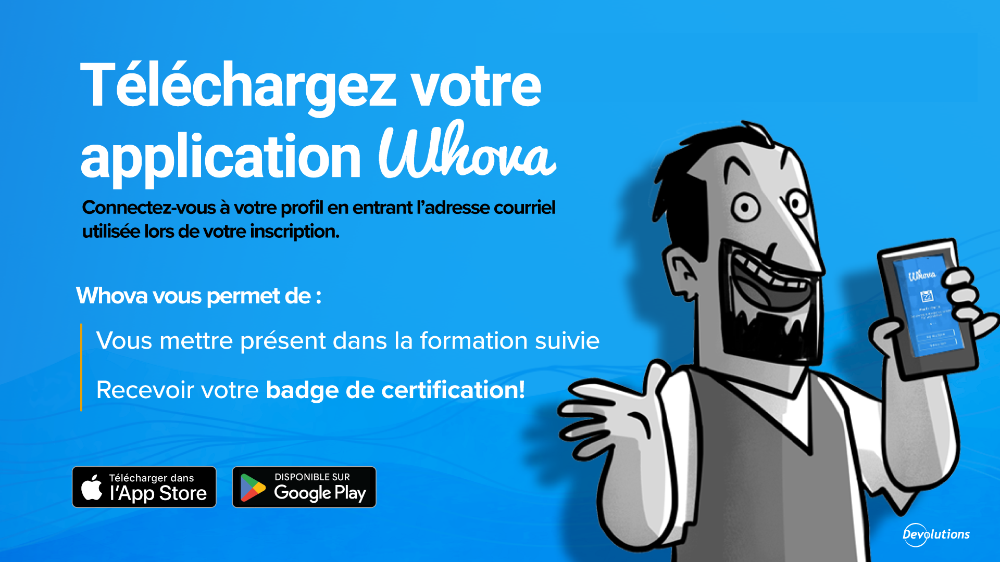 Téléchargez votre
application Whova
Connectez-vous à votre profil en entrant l’adresse courriel
utilisée lors de votre inscription.
Whova vous permet de :
Vous mettre présent dans la formation suivie
Recevoir votre badge de certification!
Télécharger dans
l’App Store
DISPONIBLE SUR
Google Play
Whova
Devolutions